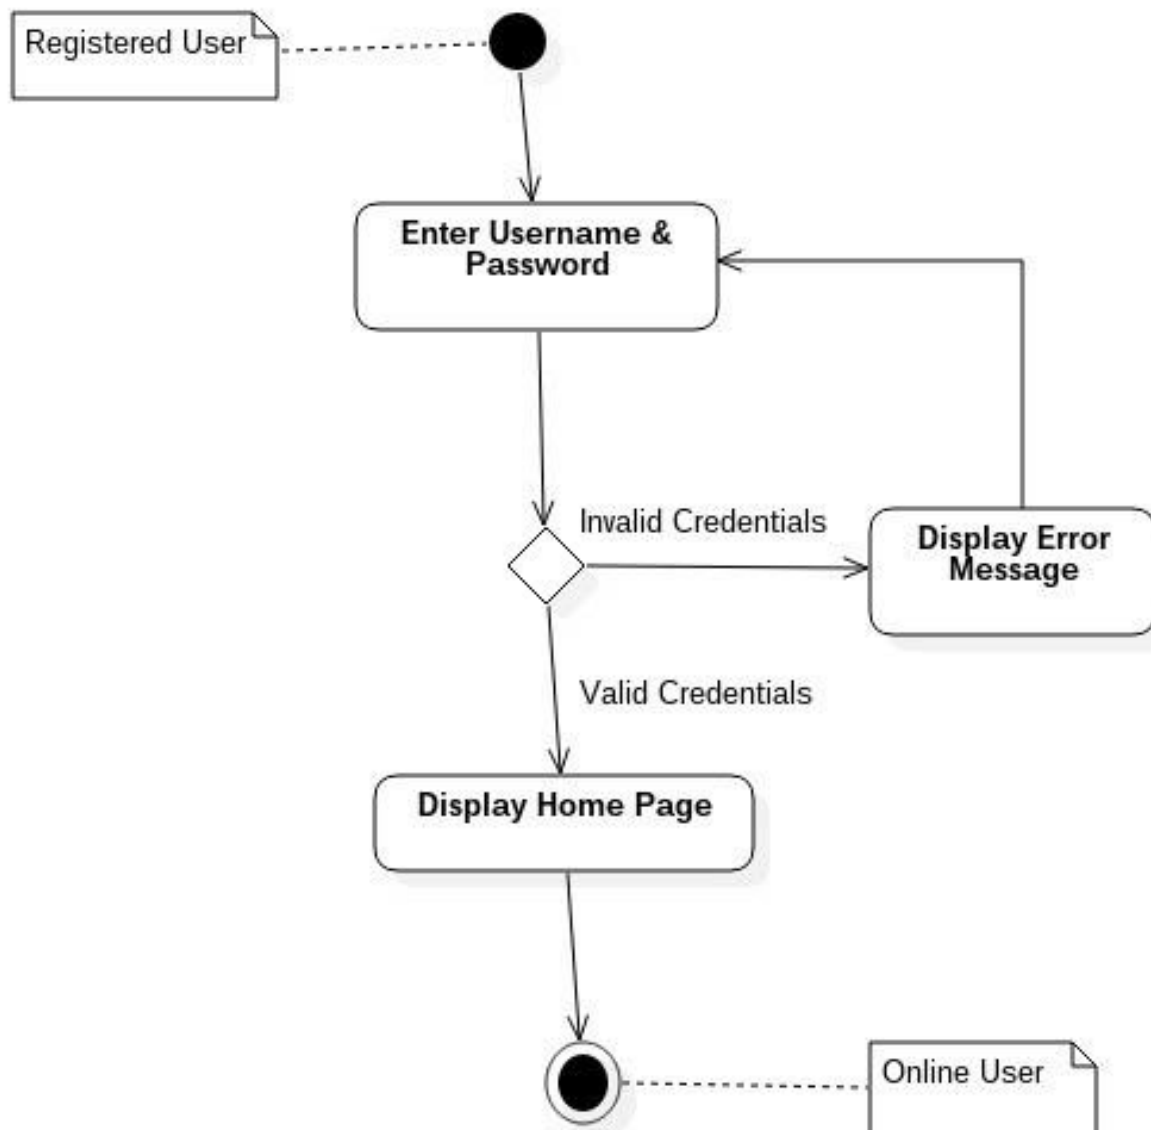 Registered User
Enter Username &
Password
Invalid Credentials
Display Error
Message
Valid Credentials
Display Home Page
Online User